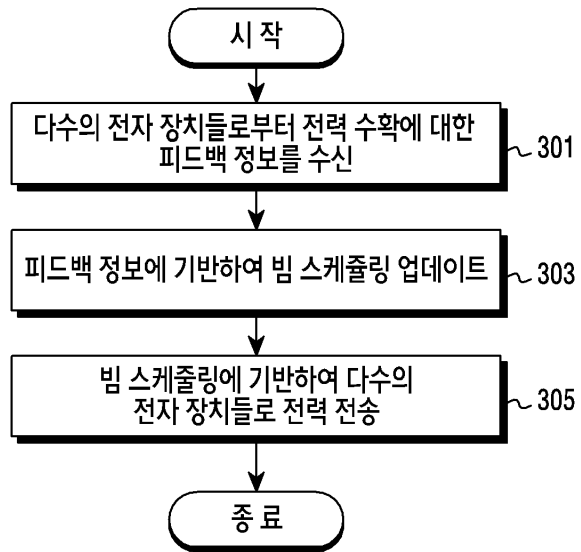 시 작
다수의 전자 장치들로부터 전력 수확에 대한
피드백 정보를 수신
301
피드백 정보에 기반하여 빔 스케쥴링 업데이트
303
빔 스케줄링에 기반하여 다수의
전자 장치들로 전력 전송
305
종 료